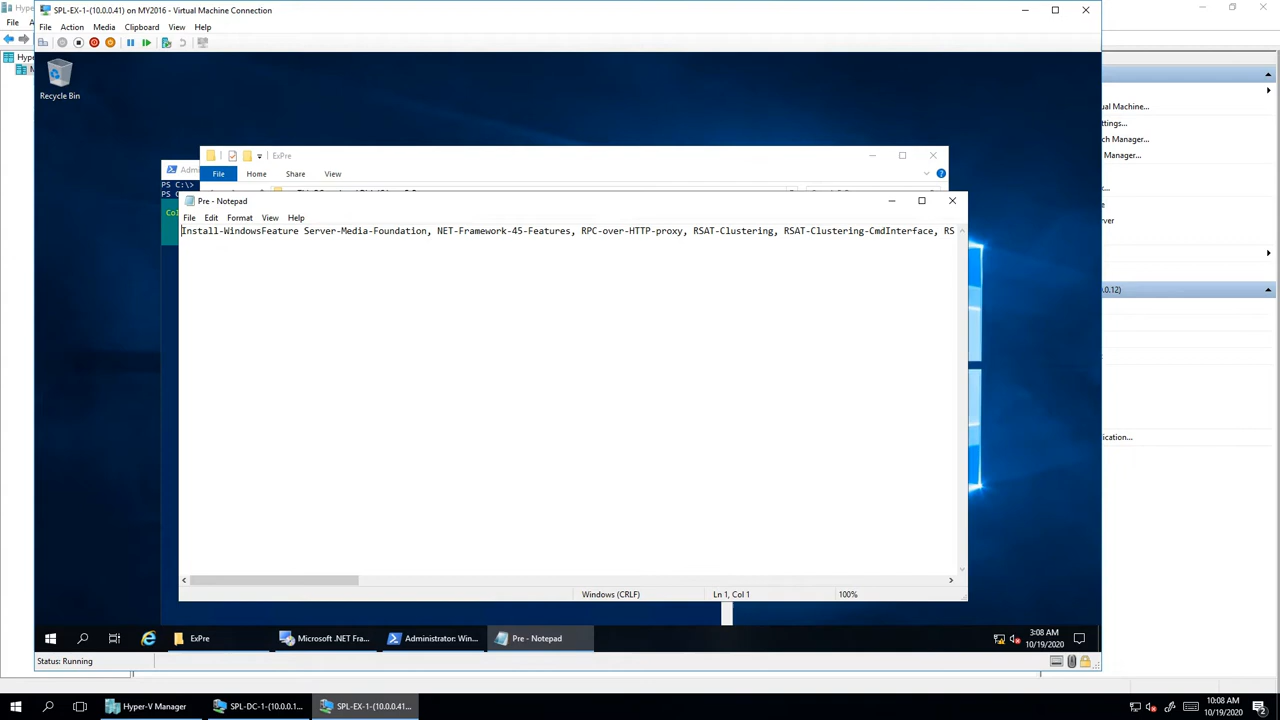 SPL-EX-1-(10.0.0.41) on MY2016 - Virtual Machine Connection
File
File Action Media Clipboard View Help
Recycle Bin
ExPre
File Home Share View
PS C:\>
Pre - Notepad
File Edit Format View Help
Install-WindowsFeature Server-Media-Foundation, NET-Framework-45-Features, RPC-over-HTTP-proxy, RSAT-Clustering, RSAT-Clustering-CmdInterface, RS
Windows (CRLF) Ln 1, Col 1 100%
ExPre
Microsoft .NET Fra...
Administrator: Win...
Pre - Notepad
3:08 AM
10/19/2020
Status: Running
Hyper-V Manager
SPL-DC-1-(10.0.0.1...
SPL-EX-1-(10.0.0.41...
10:08 AM
10/19/2020
2